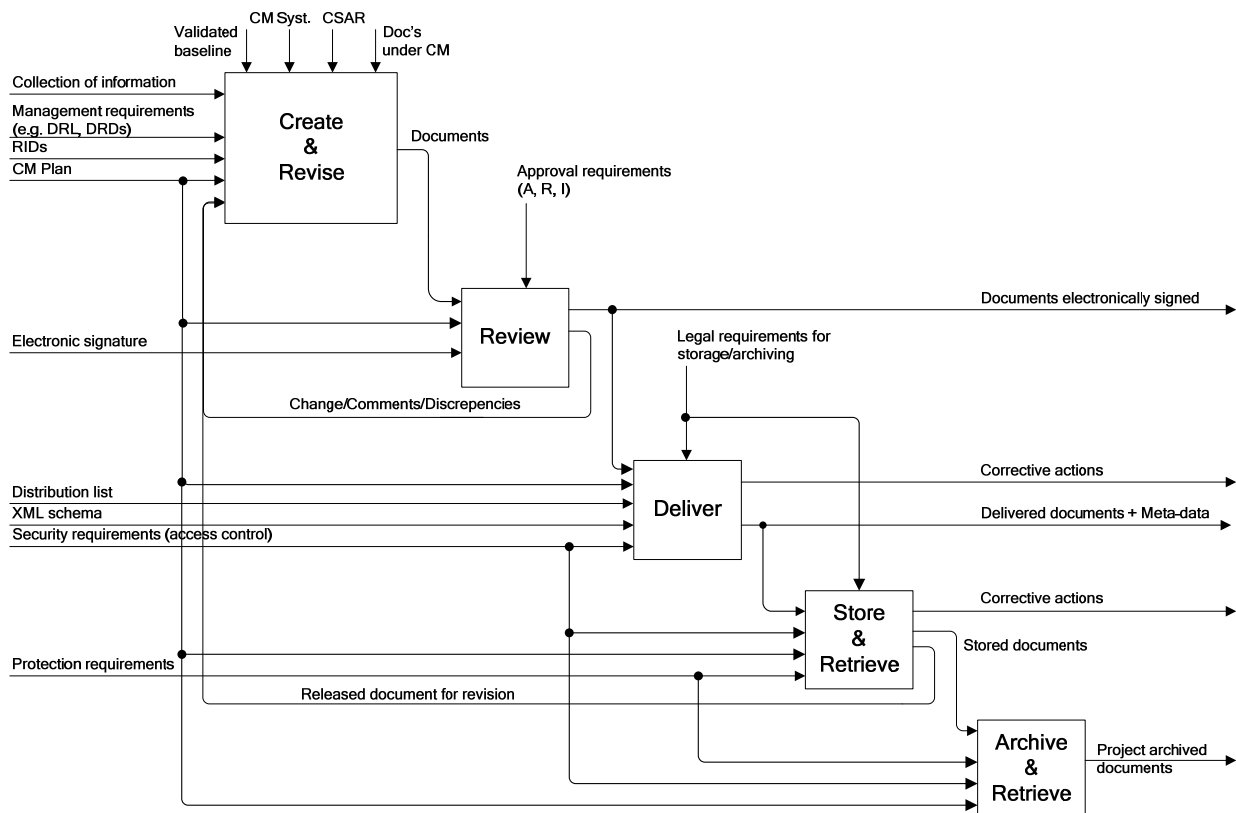 CM Syst.
CSAR
Validated
baseline
Doc's
under CM
Collection of information
Management requirements
(e.g. DRL, DRDs)
RIDs
CM Plan
Create
&
Revise
Documents
Approval requirements
(A, R, I)
Documents electronically signed
Electronic signature
Review
Legal requirements for
storage/archiving
Change/Comments/Discrepencies
Corrective actions
Distribution list
XML schema
Security requirements (access control)
Deliver
Delivered documents + Meta-data
Store
&
Retrieve
Corrective actions
Stored documents
Protection requirements
Released document for revision
Archive
&
Retrieve
Project archived
documents